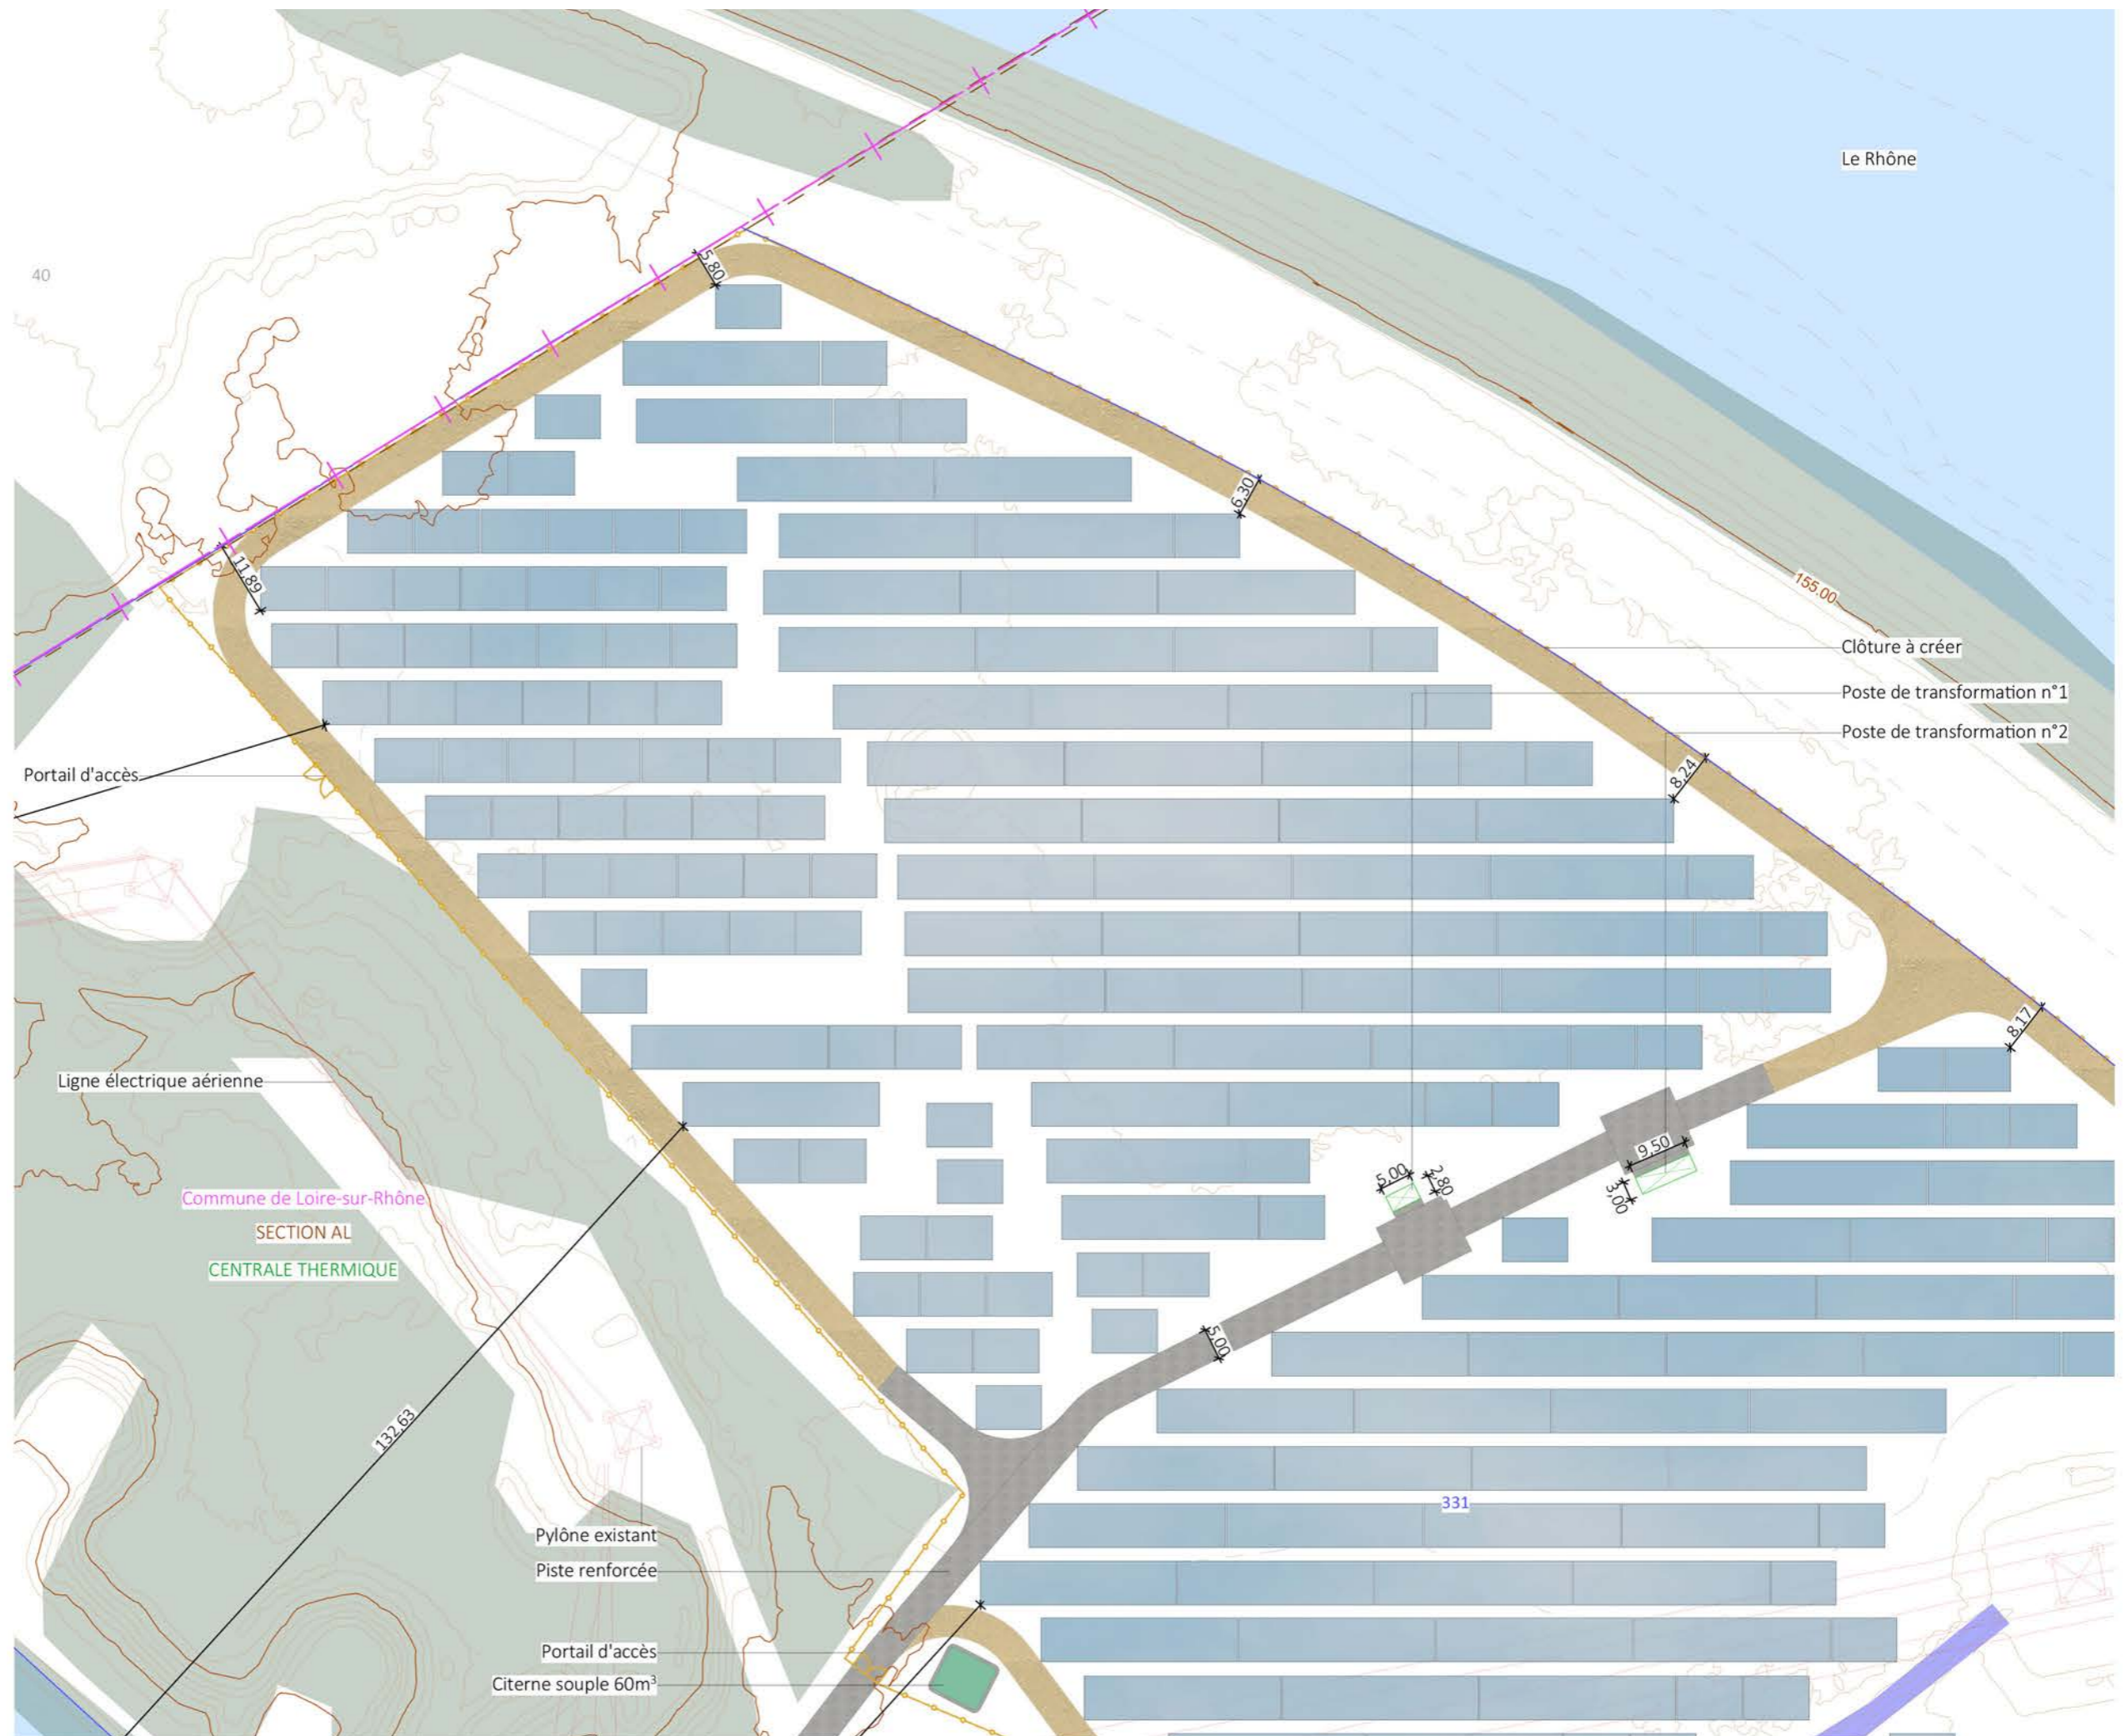 Le Rhône
40
5,80
6,30
11,89
155.00
Clôture à créer
Poste de transformation n°1
Poste de transformation n°2
8,24
Portail d'accès
8,17
Ligne électrique aérienne
9,50
5,00
2,80
3,00
Commune de Loire-sur-Rhône
SECTION AL
CENTRALE THERMIQUE
5,00
132,63
331
Pylône existant
Piste renforcée
Portail d'accès
Citerne souple 60m³